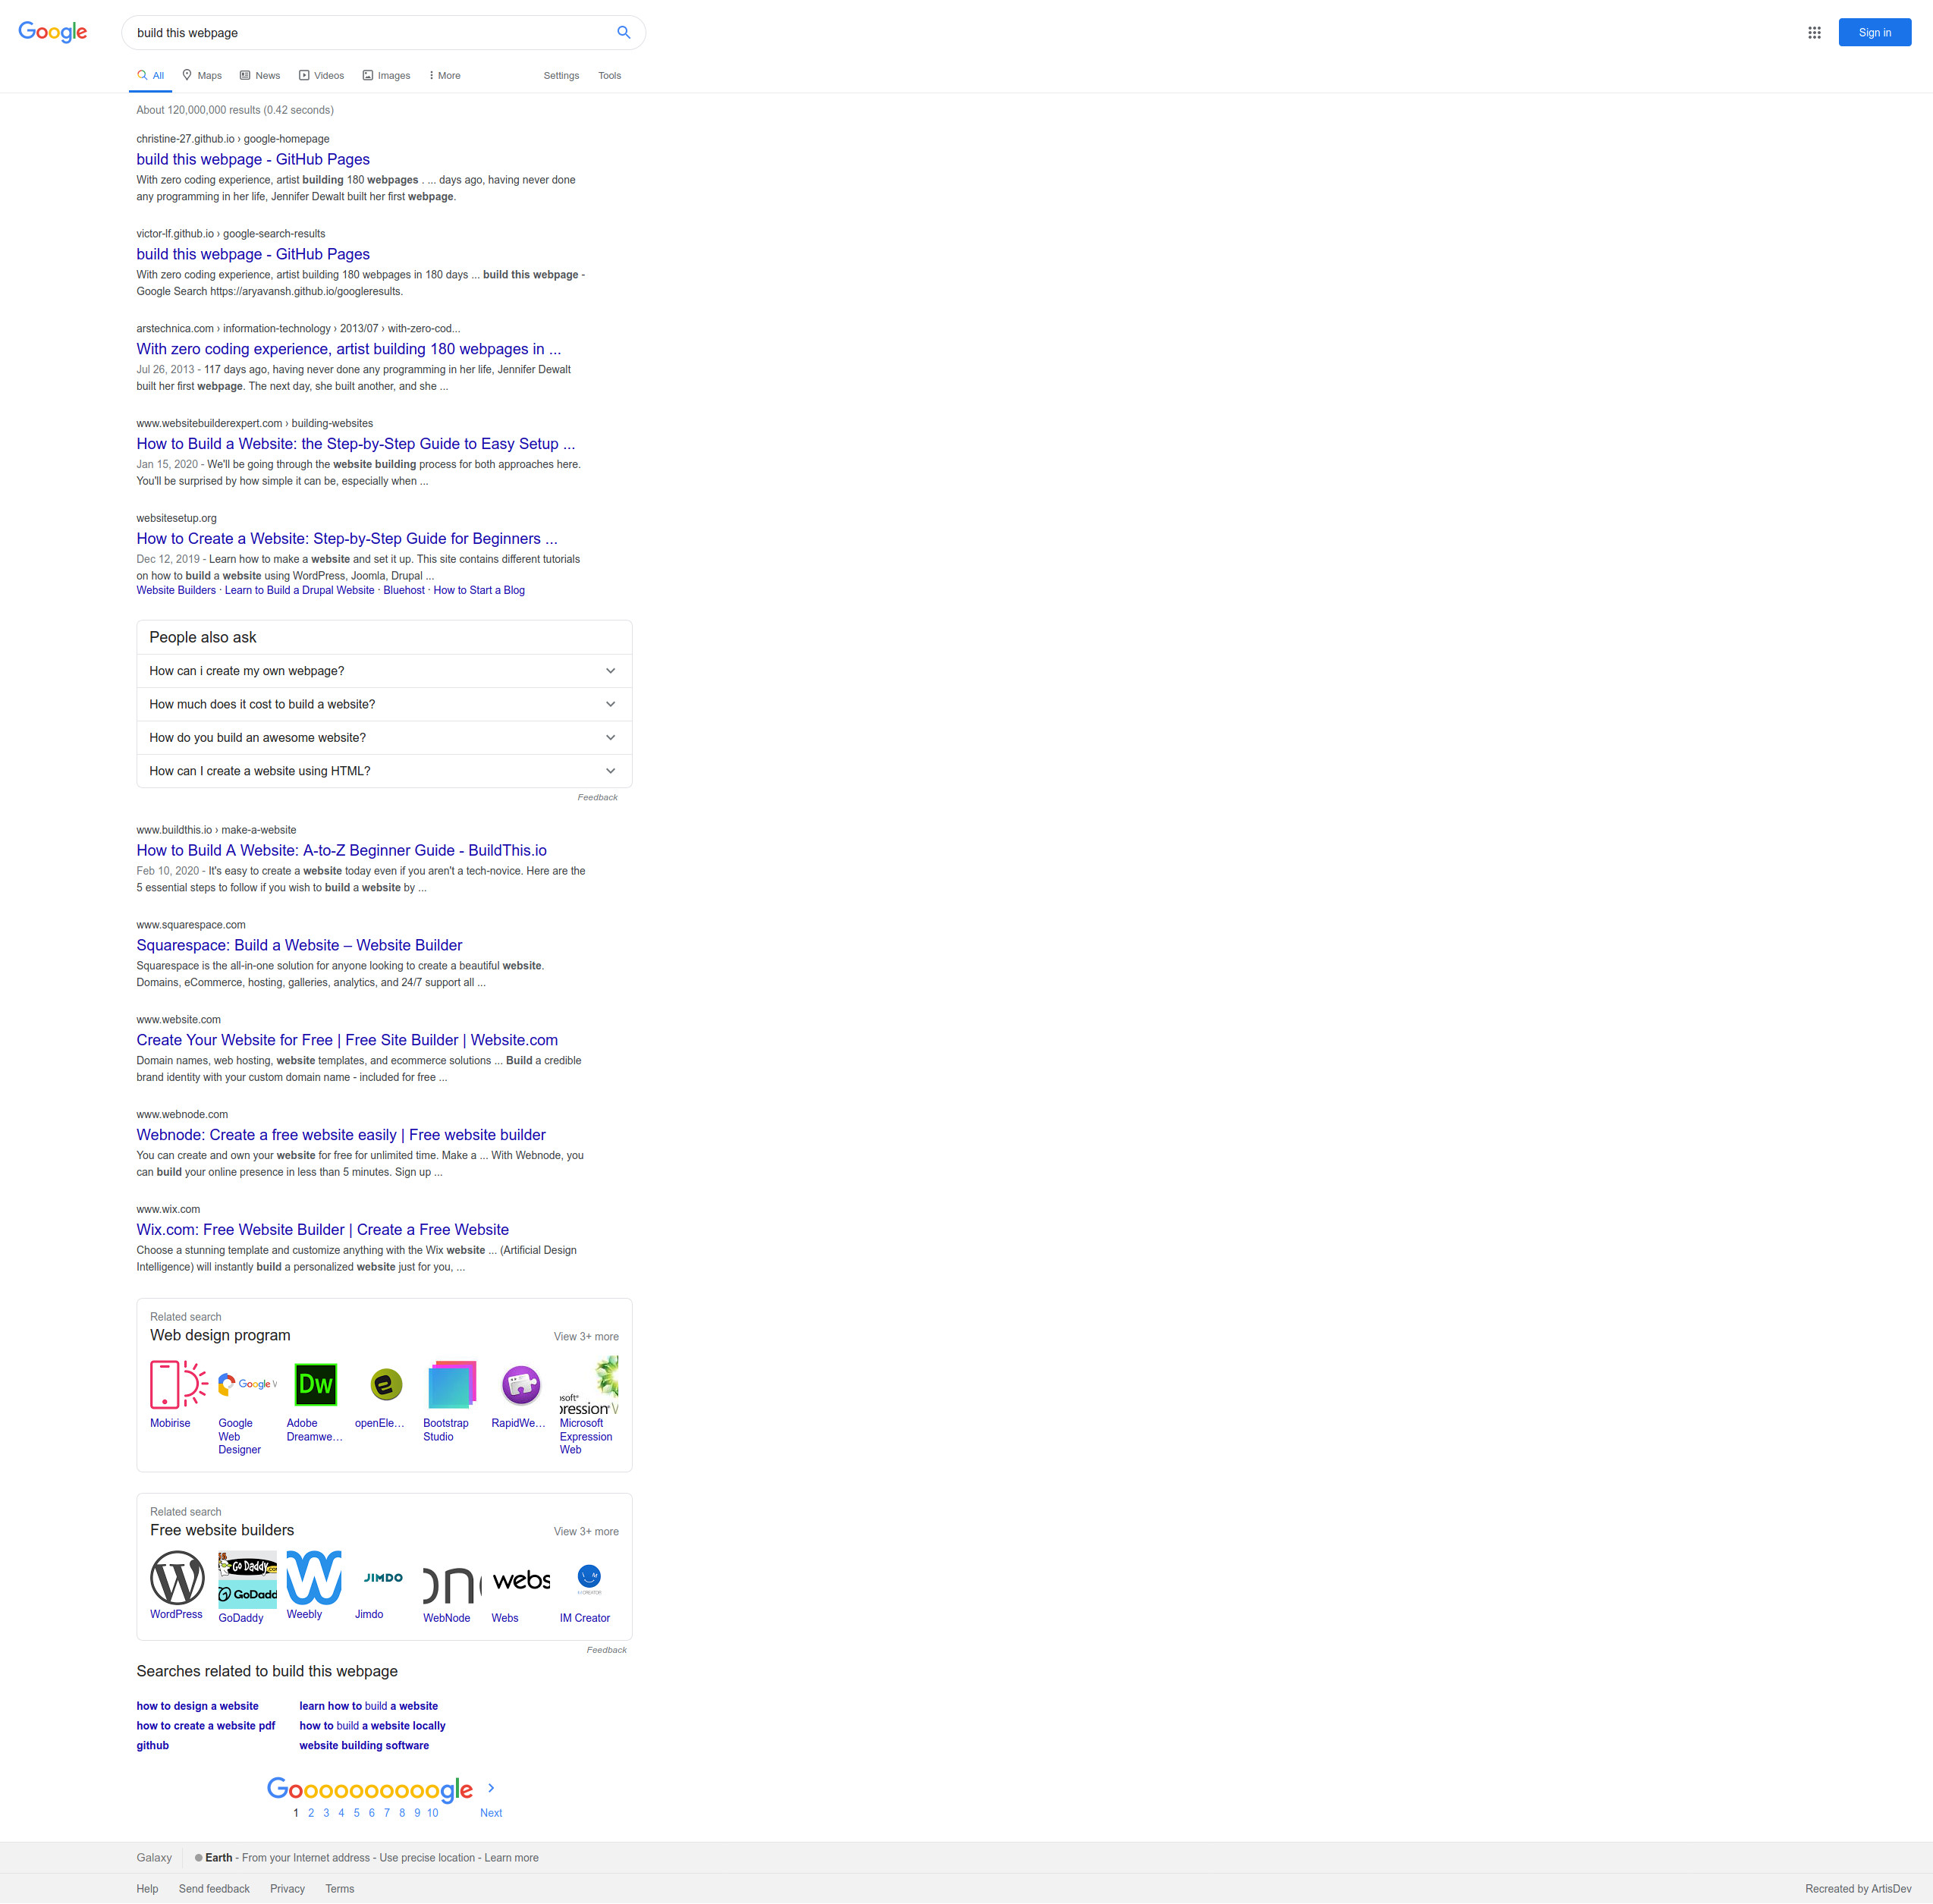 Google
build this webpage
Sign in
All Maps News Videos Images More Settings Tools
About 120,000,000 results (0.42 seconds)
christine-27.github.io › google-homepage
build this webpage - GitHub Pages
With zero coding experience, artist building 180 webpages . ... days ago, having never done
any programming in her life, Jennifer Dewalt built her first webpage.
victor-lf.github.io › google-search-results
build this webpage - GitHub Pages
With zero coding experience, artist building 180 webpages in 180 days ... build this webpage -
Google Search https://aryavansh.github.io/googleresults.
arstechnica.com › information-technology › 2013/07 › with-zero-cod...
With zero coding experience, artist building 180 webpages in ...
Jul 26, 2013 - 117 days ago, having never done any programming in her life, Jennifer Dewalt
built her first webpage. The next day, she built another, and she ...
www.websitebuilderexpert.com › building-websites
How to Build a Website: the Step-by-Step Guide to Easy Setup ...
Jan 15, 2020 - We'll be going through the website building process for both approaches here.
You'll be surprised by how simple it can be, especially when ...
websitesetup.org
How to Create a Website: Step-by-Step Guide for Beginners ...
Dec 12, 2019 - Learn how to make a website and set it up. This site contains different tutorials
on how to build a website using WordPress, Joomla, Drupal ...
Website Builders · Learn to Build a Drupal Website · Bluehost · How to Start a Blog
People also ask
How can i create my own webpage?
How much does it cost to build a website?
How do you build an awesome website?
How can I create a website using HTML?
Feedback
www.buildthis.io › make-a-website
How to Build A Website: A-to-Z Beginner Guide - BuildThis.io
Feb 10, 2020 - It's easy to create a website today even if you aren't a tech-novice. Here are the
5 essential steps to follow if you wish to build a website by ...
www.squarespace.com
Squarespace: Build a Website – Website Builder
Squarespace is the all-in-one solution for anyone looking to create a beautiful website.
Domains, eCommerce, hosting, galleries, analytics, and 24/7 support all ...
www.website.com
Create Your Website for Free | Free Site Builder | Website.com
Domain names, web hosting, website templates, and ecommerce solutions ... Build a credible
brand identity with your custom domain name - included for free ...
www.webnode.com
Webnode: Create a free website easily | Free website builder
You can create and own your website for free for unlimited time. Make a ... With Webnode, you
can build your online presence in less than 5 minutes. Sign up ...
www.wix.com
Wix.com: Free Website Builder | Create a Free Website
Choose a stunning template and customize anything with the Wix website ... (Artificial Design
Intelligence) will instantly build a personalized website just for you, ...
Related search
Web design program View 3+ more
Google Dw e
Mobirise
Google Web Designer
Adobe Dreamwe...
openEle...
Bootstrap Studio
RapidWe...
Microsoft Expression Web
Related search
Free website builders View 3+ more
W Go Daddy GoDadd W JIMDO on webs
WordPress GoDaddy Weebly Jimdo WebNode Webs IM Creator
Feedback
Searches related to build this webpage
how to design a website learn how to build a website
how to create a website pdf how to build a website locally
github website building software
Goooooooooogle
1 2 3 4 5 6 7 8 9 10 Next
Galaxy Earth - From your Internet address - Use precise location - Learn more
Help Send feedback Privacy Terms Recreated by ArtisDev